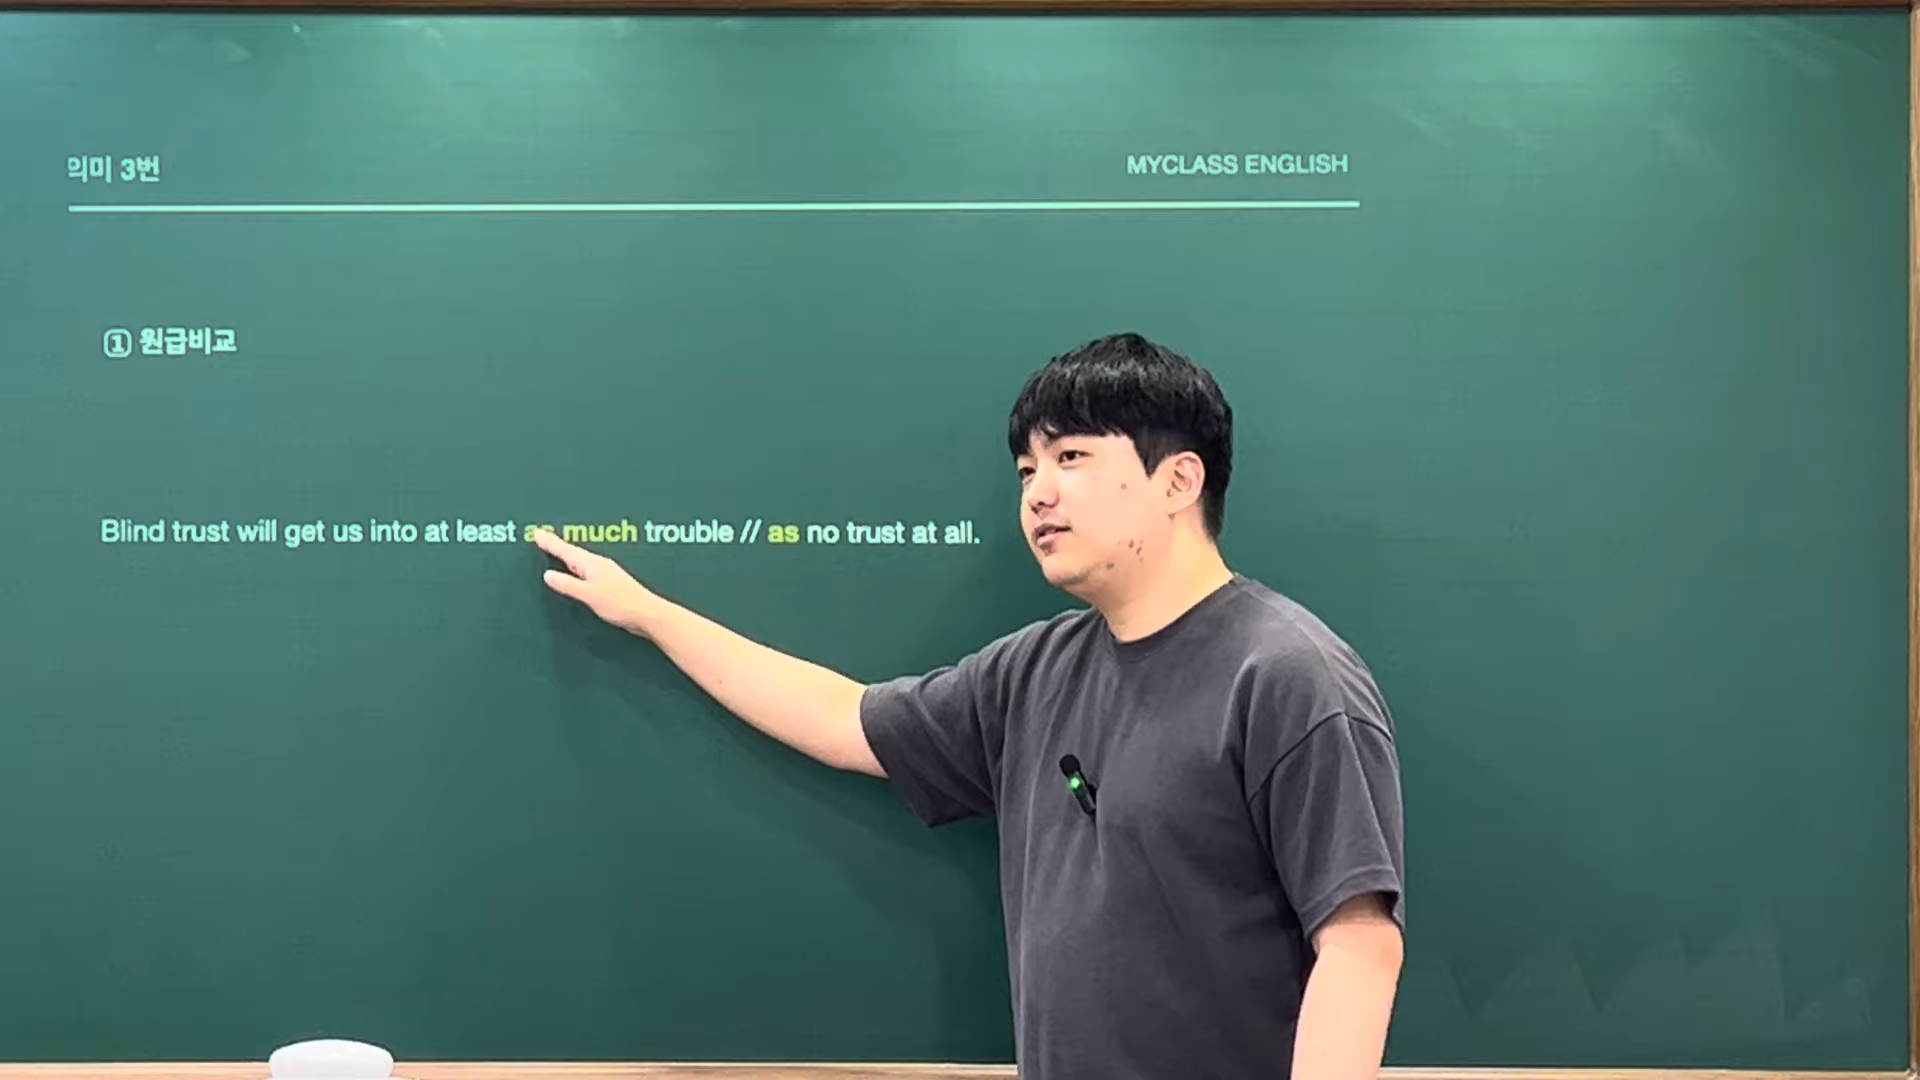 의미 3번
MYCLASS ENGLISH
① 원급비교
Blind trust will get us into at least as much trouble // as no trust at all.